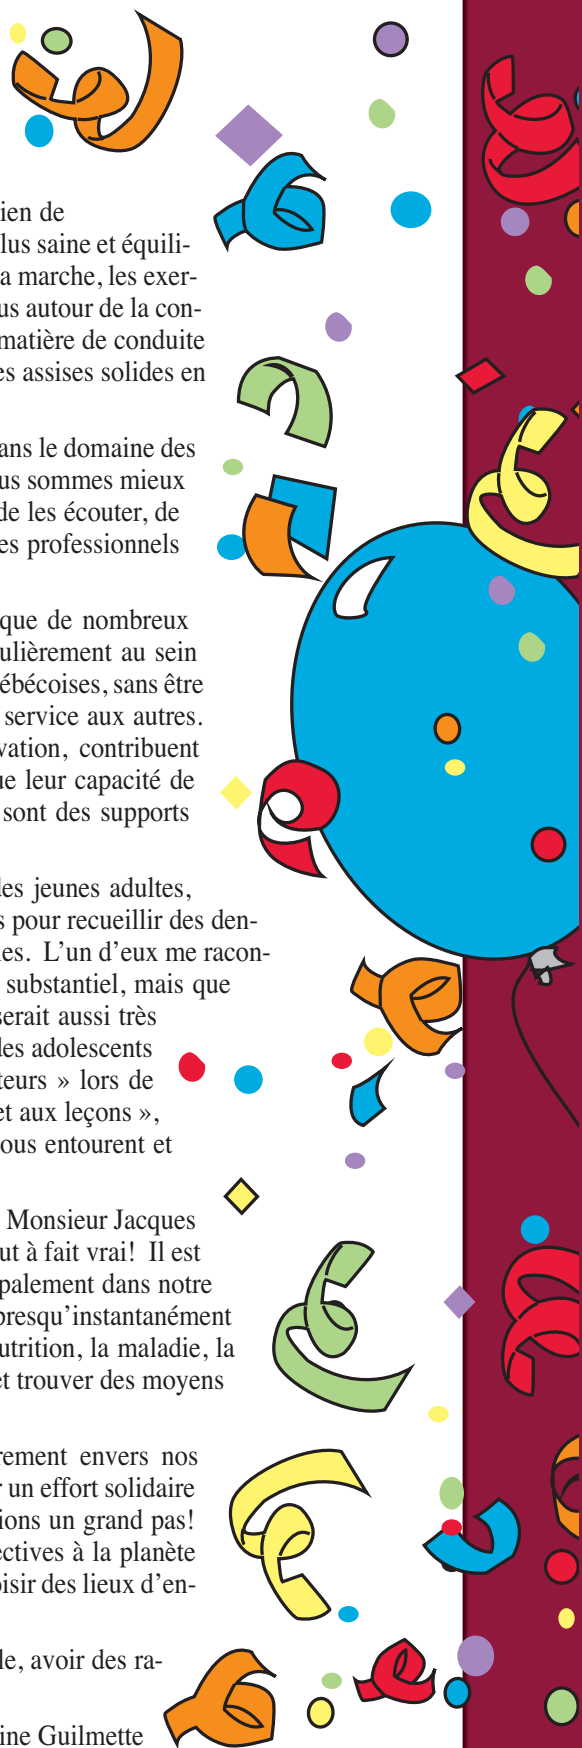 ien de
lus saine et équili-
a marche, les exer-
us autour de la con-
matière de conduite
es assises solides en
ans le domaine des
us sommes mieux
de les écouter, de
es professionnels
que de nombreux
ulièrement au sein
ébécoises, sans être
service aux autres.
vation, contribuent
ue leur capacité de
sont des supports
des jeunes adultes,
s pour recueillir des den-
les. L'un d'eux me racon-
substantiel, mais que
serait aussi très
des adolescents
teurs » lors de
et aux leçons »,
ous entourent et
Monsieur Jacques
ut à fait vrai! Il est
palement dans notre
presqu'instantanément
utrition, la maladie, la
et trouver des moyens
rement envers nos
r un effort solidaire
ions un grand pas!
ectives à la planète
oisir des lieux d'en-
le, avoir des ra-
ine Guilmette